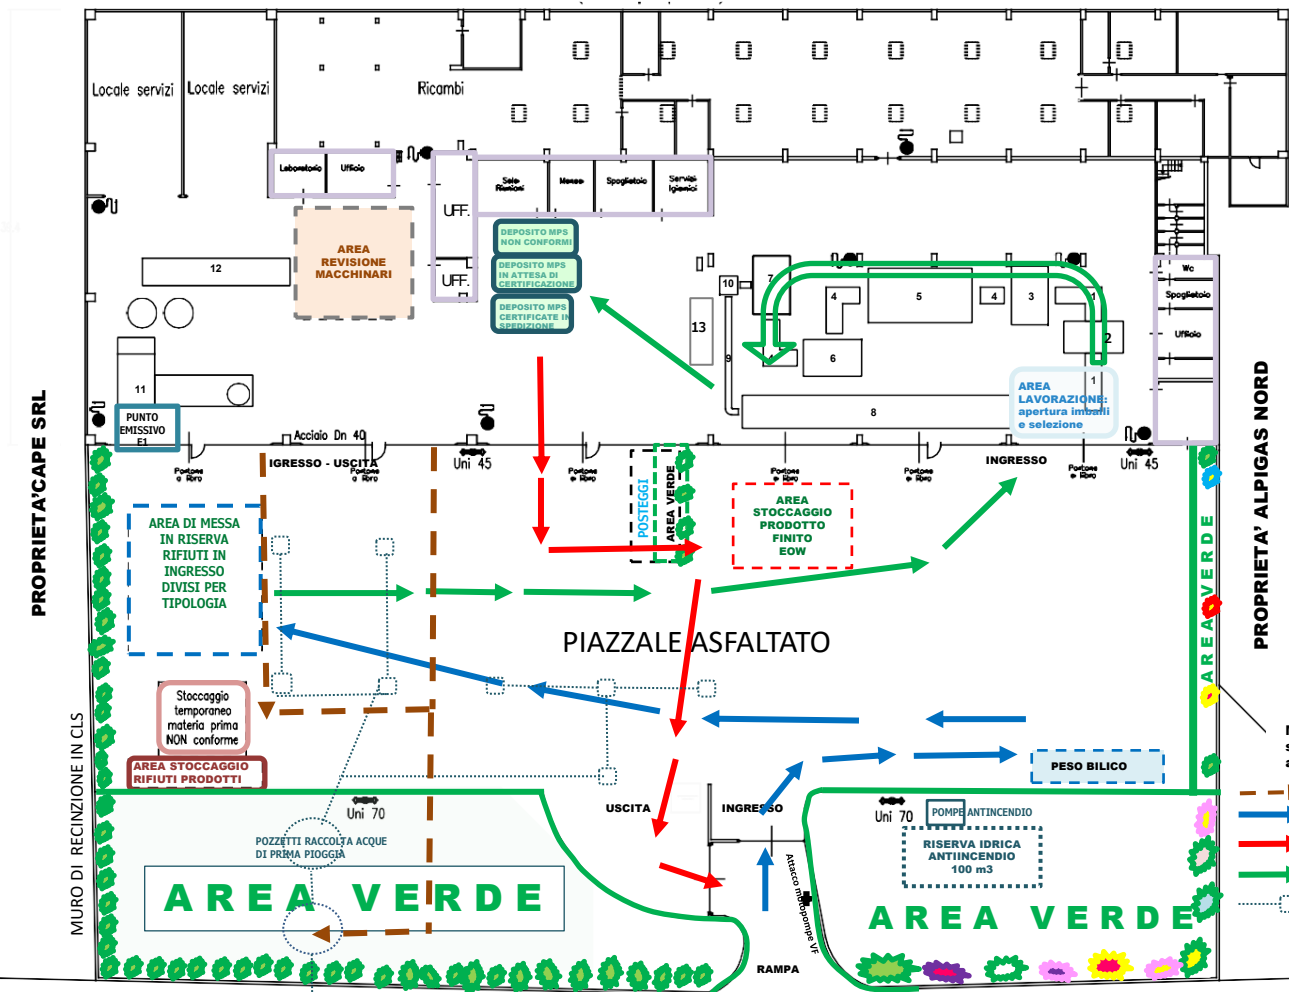 Locale servizi
Locale servizi
Ricambi
Laboratorio
Ufficio
UFF.
UFF.
Sala
Riunioni
Mensa
Spogliatoio
Servizi
Igienici
DEPOSITO MPS
NON CONFORMI
DEPOSITO MPS
IN ATTESA DI
CERTIFICAZIONE
DEPOSITO MPS
CERTIFICATE IN
SPEDIZIONE
AREA
REVISIONE
MACCHINARI
12
11
PUNTO
EMISSIVO
E1
10
7
4
5
4
3
1
2
13
9
4
6
1
8
AREA
LAVORAZIONE:
apertura imballi
e selezione
Wc
Spogliatoio
Ufficio
Acciaio Dn 40
IGRESSO - USCITA
Uni 45
INGRESSO
Uni 45
Portone
a libro
Portone
a libro
Portone
a libro
Portone
a libro
Portone
a libro
Portone
a libro
PROPRIETA'CAPE SRL
PROPRIETA' ALPIGAS NORD
MURO DI RECINZIONE IN CLS
AREA DI MESSA
IN RISERVA
RIFIUTI IN
INGRESSO
DIVISI PER
TIPOLOGIA
POSTEGGI
AREA VERDE
AREA
STOCCAGGIO
PRODOTTO
FINITO
EOW
AREA VERDE
PIAZZALE ASFALTATO
Stoccaggio
temporaneo
materia prima
NON conforme
AREA STOCCAGGIO
RIFIUTI PRODOTTI
PESO BILICO
USCITA
INGRESSO
Uni 70
Uni 70
POMPE ANTINCENDIO
POZZETTI RACCOLTA ACQUE
DI PRIMA PIOGGIA
RISERVA IDRICA
ANTIINCENDIO
100 m3
AREA VERDE
AREA VERDE
Attacco motopompe VF
RAMPA